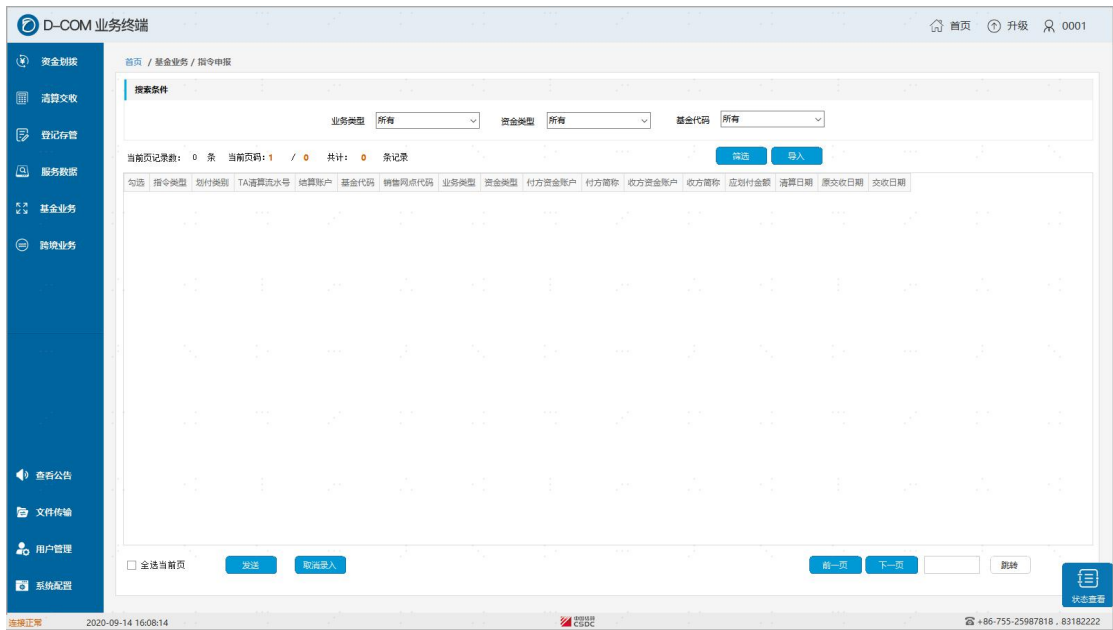 D-COM 业务终端
首页 升级 0001
资金划拨
清算交收
登记存管
服务数据
基金业务
跨境业务
查看公告
文件传输
用户管理
系统配置
首页 / 基金业务 / 指令申报
搜索条件
业务类型 所有 资金类型 所有 基金代码 所有
当前页记录数： 0 条 当前页码：1 / 0 共计： 0 条记录 筛选 导入
勾选 指令类型 划付类别 TA清算流水号 结算账户 基金代码 销售网点代码 业务类型 资金类型 付方资金账户 付方简称 收方资金账户 收方简称 应划付金额 清算日期 原交收日期 交收日期
全选当前页 发送 取消录入 前一页 下一页 跳转
状态查看
连接正常 2020-09-14 16:08:14 中国结算 CSDC +86-755-25987818 , 83182222